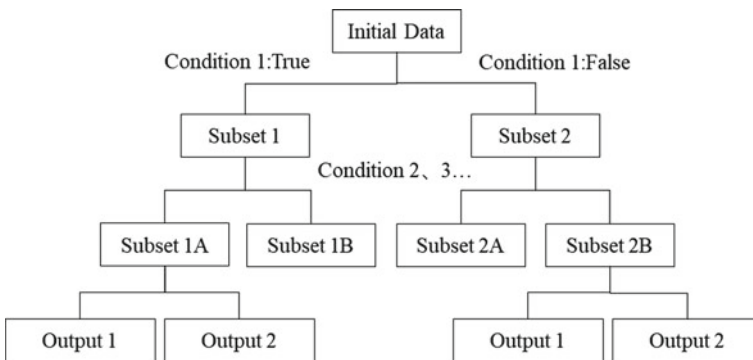 Initial Data
Condition 1:True
Condition 1:False
Subset 1
Subset 2
Condition 2、3…
Subset 1A
Subset 1B
Subset 2A
Subset 2B
Output 1
Output 2
Output 1
Output 2